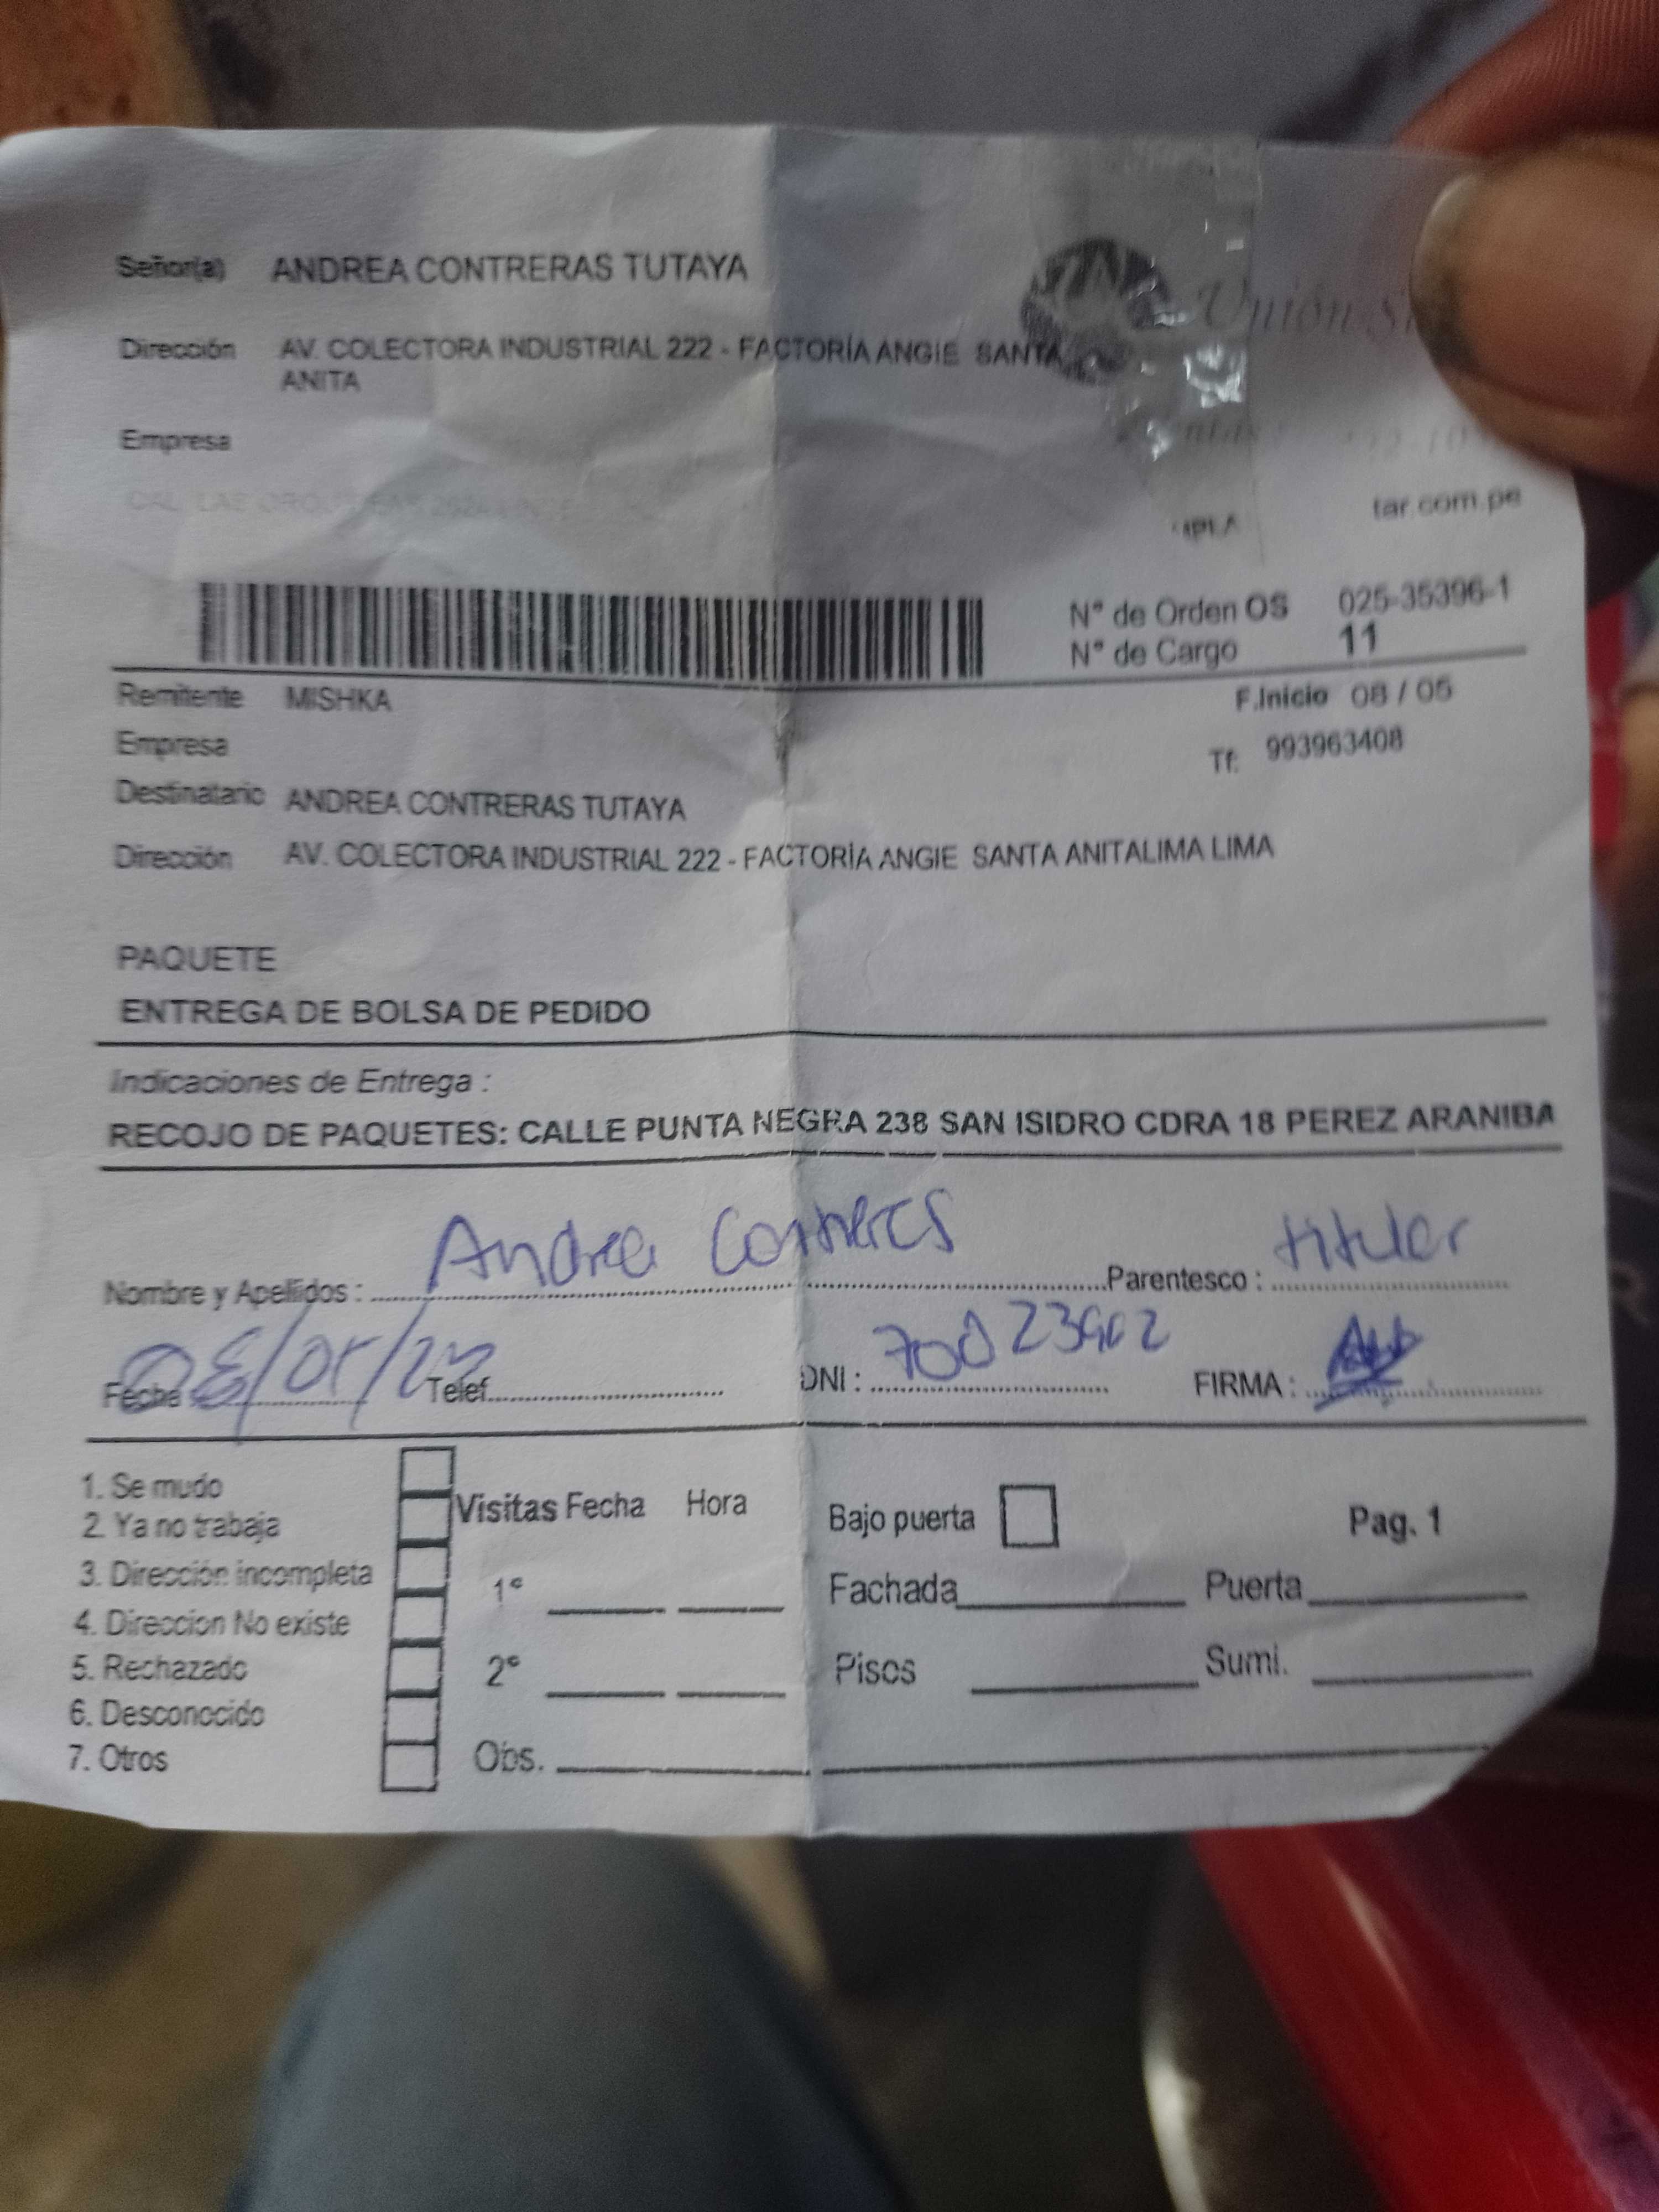 Señor(a) ANDREA CONTRERAS TUTAYA
Dirección AV. COLECTORA INDUSTRIAL 222 - FACTORÍA ANGIE SANTA
ANITA
Unión
Empresa
tar.com.pe
N° de Orden OS 025-35396-1
N° de Cargo 11
Remitente MISHKA
F.Inicio 08 / 05
Empresa
Tf: 993963408
Destinatario ANDREA CONTRERAS TUTAYA
Dirección AV. COLECTORA INDUSTRIAL 222 - FACTORÍA ANGIE SANTA ANITALIMA LIMA
PAQUETE
ENTREGA DE BOLSA DE PEDIDO
Indicaciones de Entrega :
RECOJO DE PAQUETES: CALLE PUNTA NEGRA 238 SAN ISIDRO CDRA 18 PEREZ ARANIBA
Nombre y Apellidos : Andrea Contreras Parentesco : titular
Fecha Telef. DNI : FIRMA :
1. Se mudo
2. Ya no trabaja
3. Dirección incompleta
4. Direccion No existe
5. Rechazado
6. Desconocido
7. Otros
Visitas Fecha Hora
1°
2°
Obs.
Bajo puerta Pag. 1
Fachada Puerta
Pisos Sumi.